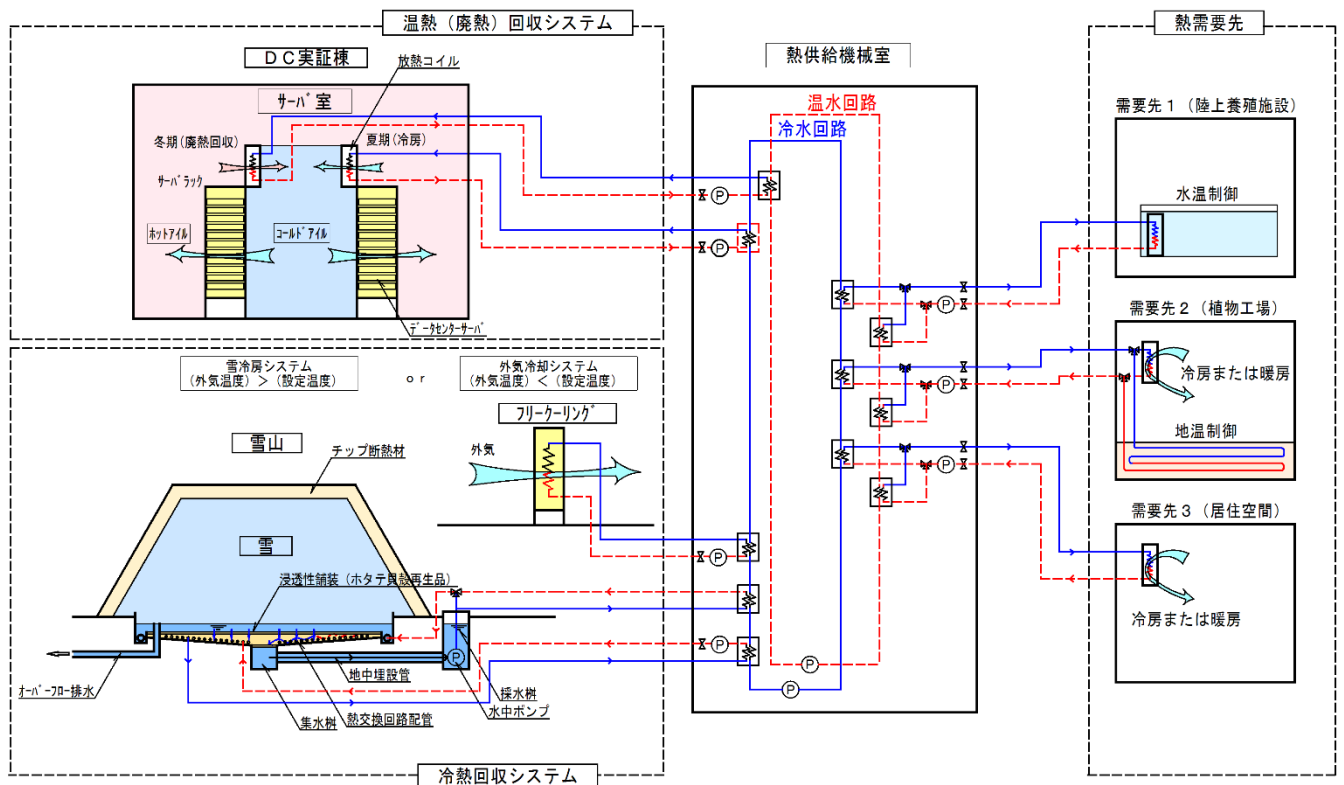 温熱（廃熱）回収システム
ＤＣ実証棟
放熱コイル
ｻｰﾊﾞ室
冬期(廃熱回収)
夏期(冷房)
ｻｰﾊﾞﾗｯｸ
ﾎｯﾄｱｲﾙ
ｺｰﾙﾄﾞｱｲﾙ
ﾃﾞｰﾀｾﾝﾀｰｻｰﾊﾞ
雪冷房システム
（外気温度）＞（設定温度）
ｏｒ
外気冷却システム
（外気温度）＜（設定温度）
ﾌﾘｰｸｰﾘﾝｸﾞ
外気
雪山
チップ断熱材
雪
浸透性舗装（ホタテ貝殻再生品）
P
地中埋設管
ｵｰﾊﾞｰﾌﾛｰ排水
集水桝
熱交換回路配管
採水桝
水中ポンプ
冷熱回収システム
熱供給機械室
温水回路
冷水回路
P
P
P
P
P
P
P
P
P
熱需要先
需要先１（陸上養殖施設）
水温制御
需要先２（植物工場）
冷房または暖房
地温制御
需要先３（居住空間）
冷房または暖房